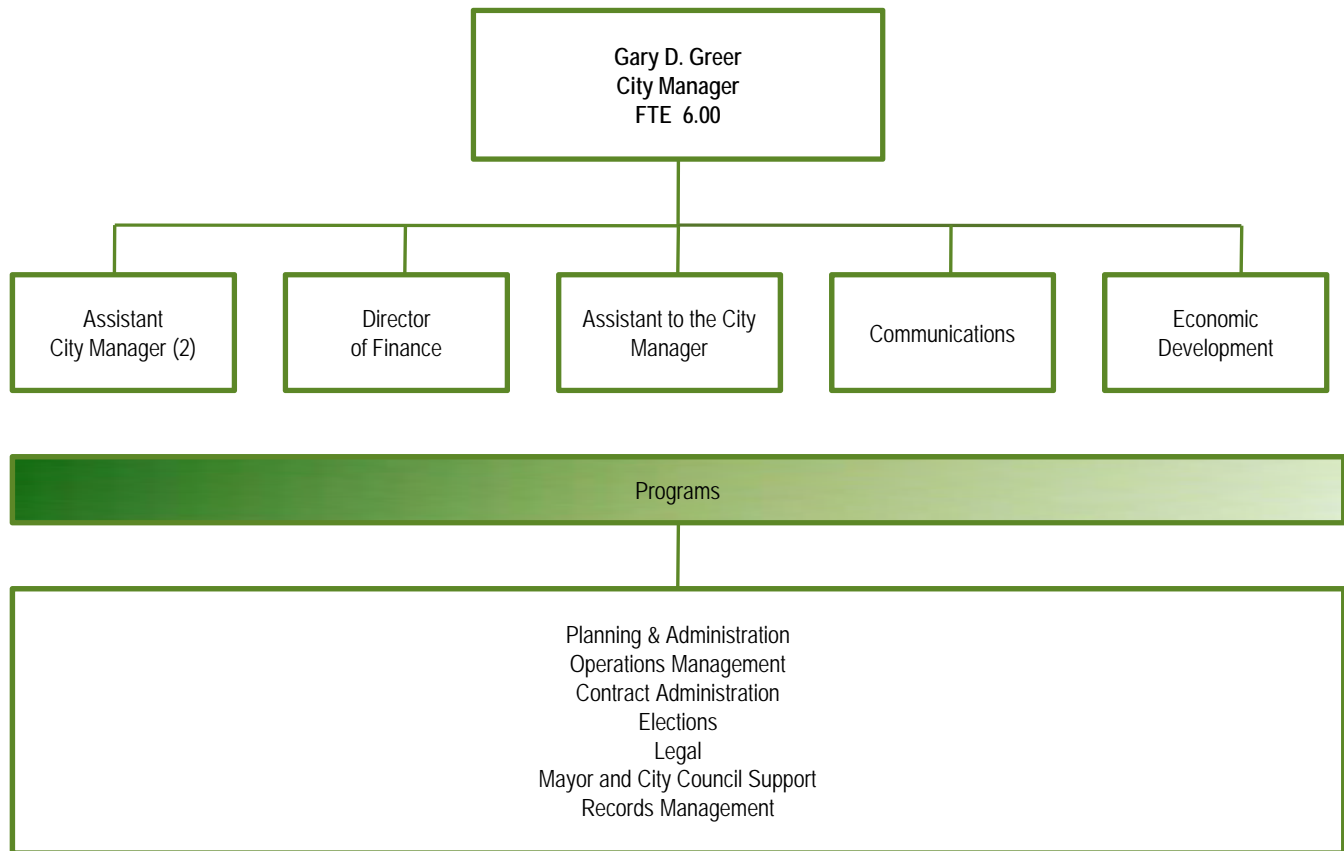 Gary D. Greer
City Manager
FTE 6.00
Assistant
City Manager (2)
Director
of Finance
Assistant to the City
Manager
Communications
Economic
Development
Programs
Planning & Administration
Operations Management
Contract Administration
Elections
Legal
Mayor and City Council Support
Records Management